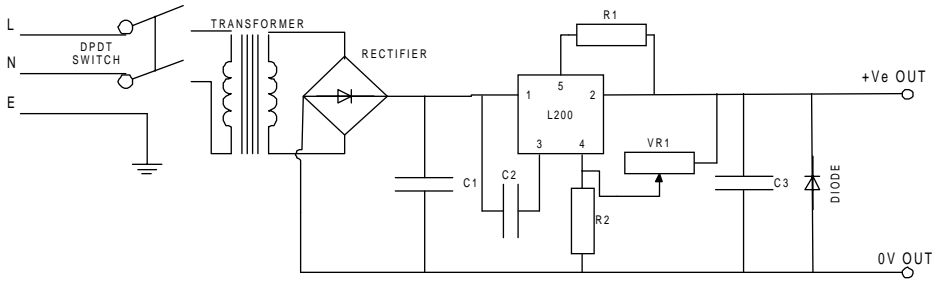 L
N
E
DPDT
SWITCH
TRANSFORMER
RECTIFIER
C1
C2
R1
5
1
2
L200
3
4
VR1
R2
C3
DIODE
+Ve OUT
0V OUT